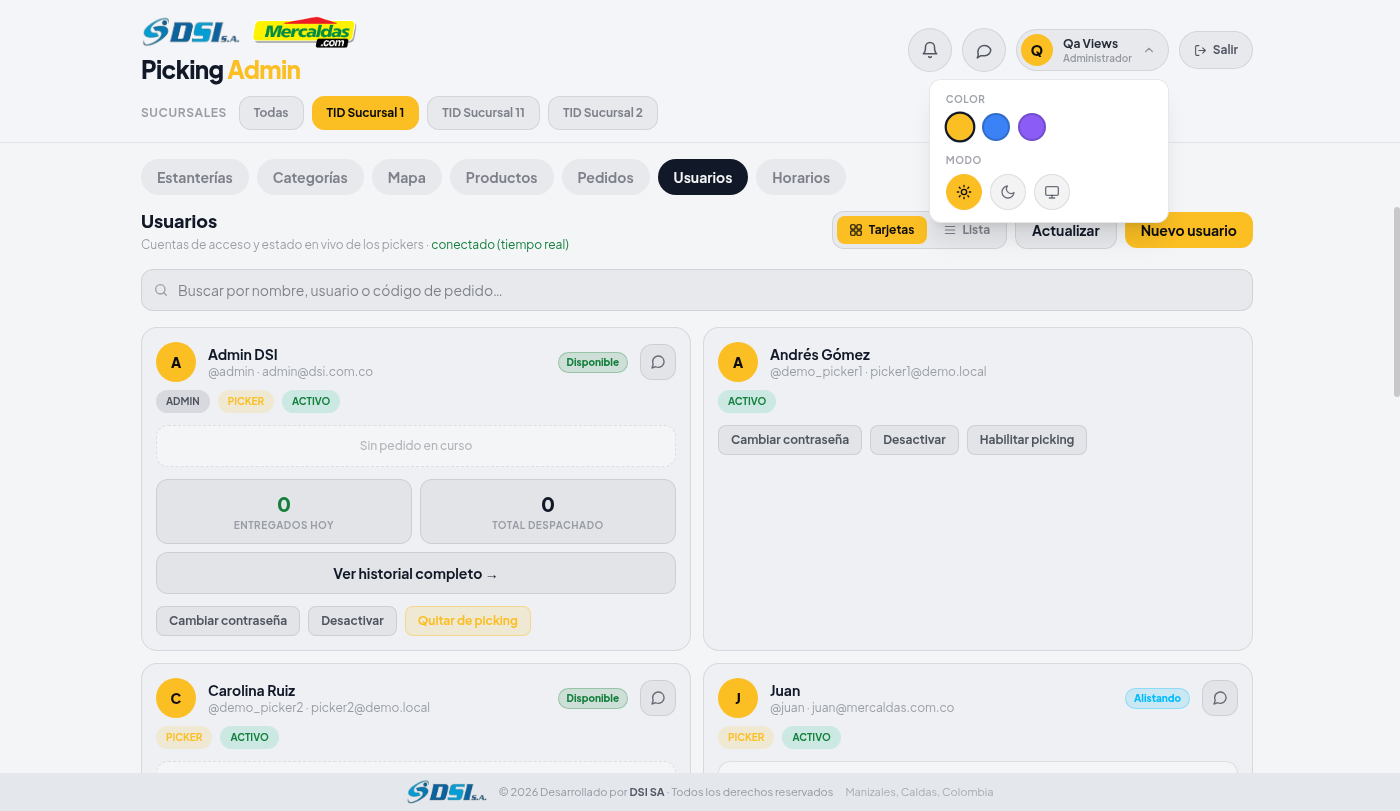 DSI S.A. Mercaldas .com
Picking Admin
Q Qa Views
Administrador
Salir
SUCURSALES Todas TID Sucursal 1 TID Sucursal 11 TID Sucursal 2
COLOR
MODO
Estanterías Categorías Mapa Productos Pedidos Usuarios Horarios
Usuarios
Cuentas de acceso y estado en vivo de los pickers · conectado (tiempo real)
Tarjetas Lista Actualizar Nuevo usuario
Buscar por nombre, usuario o código de pedido...
A Admin DSI
@admin · admin@dsi.com.co
Disponible
ADMIN PICKER ACTIVO
Sin pedido en curso
0
ENTREGADOS HOY
0
TOTAL DESPACHADO
Ver historial completo →
Cambiar contraseña Desactivar Quitar de picking
A Andrés Gómez
@demo_picker1 · picker1@demo.local
ACTIVO
Cambiar contraseña Desactivar Habilitar picking
C Carolina Ruiz
@demo_picker2 · picker2@demo.local
Disponible
PICKER ACTIVO
J Juan
@juan · juan@mercaldas.com.co
Alistando
PICKER ACTIVO
DSI S.A. © 2026 Desarrollado por DSI SA · Todos los derechos reservados Manizales, Caldas, Colombia